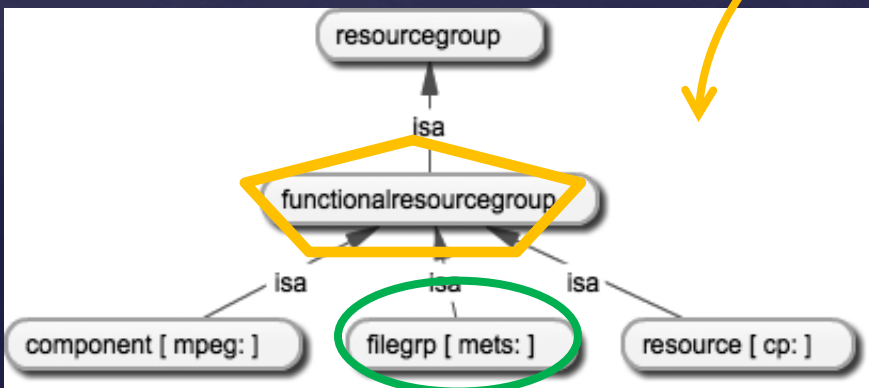 resourcegroup
isa
functionalresourcegroup
isa isa isa
component [ mpeg: ] filegrp [ mets: ] resource [ cp: ]